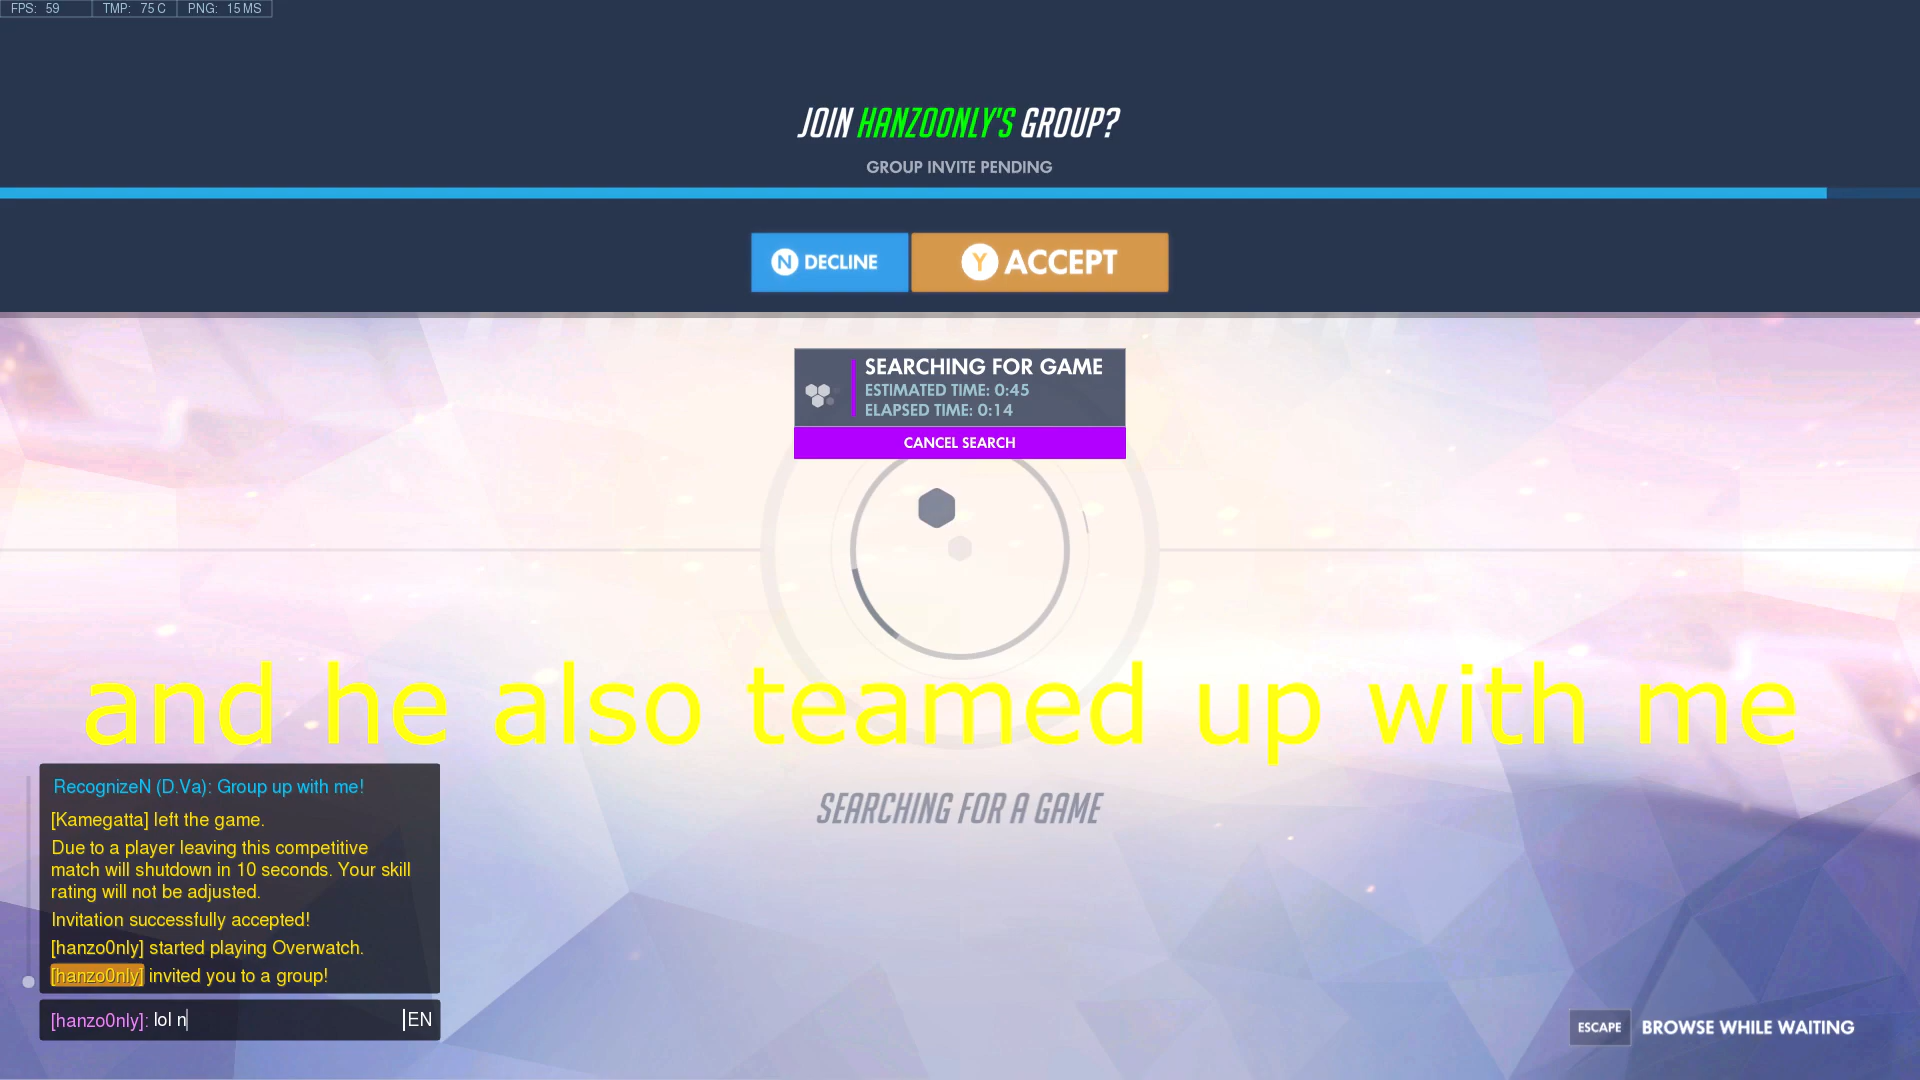 FPS: 59 TMP: 75 C PNG: 15 MS
JOIN HANZOONLY'S GROUP?
GROUP INVITE PENDING
N DECLINE
Y ACCEPT
SEARCHING FOR GAME
ESTIMATED TIME: 0:45
ELAPSED TIME: 0:14
CANCEL SEARCH
and he also teamed up with me
SEARCHING FOR A GAME
RecognizeN (D.Va): Group up with me!
[Kamegatta] left the game.
Due to a player leaving this competitive
match will shutdown in 10 seconds. Your skill
rating will not be adjusted.
Invitation successfully accepted!
[hanzo0nly] started playing Overwatch.
[hanzo0nly] invited you to a group!
[hanzo0nly]: lol n
EN
ESCAPE BROWSE WHILE WAITING